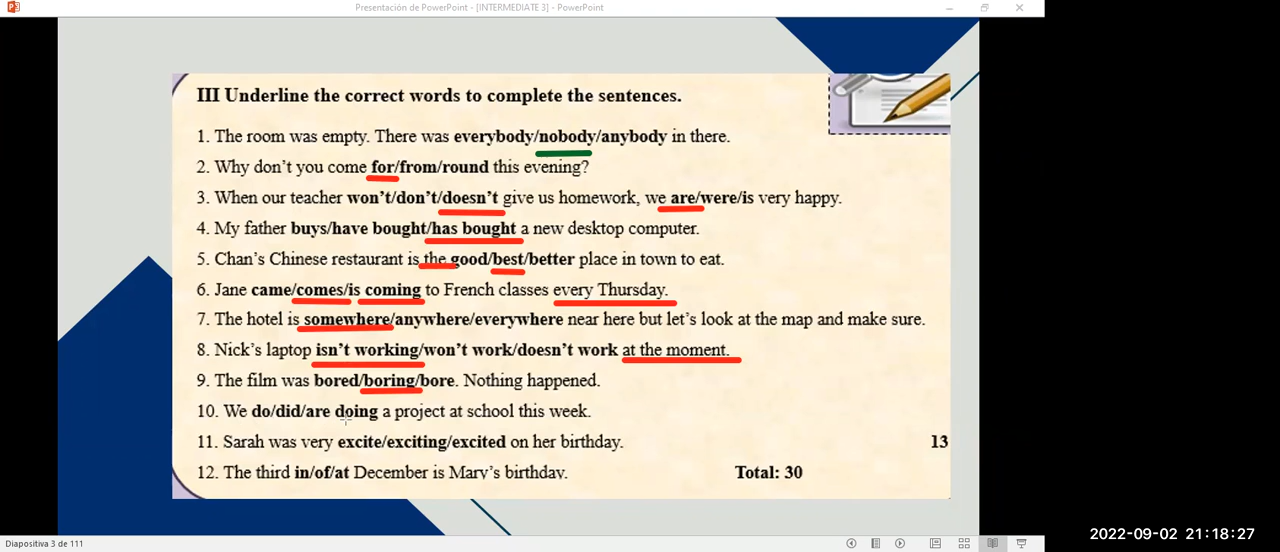 Presentación de PowerPoint - [INTERMEDIATE 3] - PowerPoint
III Underline the correct words to complete the sentences.
1. The room was empty. There was everybody/nobody/anybody in there.
2. Why don't you come for/from/round this evening?
3. When our teacher won't/don't/doesn't give us homework, we are/were/is very happy.
4. My father buys/have bought/has bought a new desktop computer.
5. Chan's Chinese restaurant is the good/best/better place in town to eat.
6. Jane came/comes/is coming to French classes every Thursday.
7. The hotel is somewhere/anywhere/everywhere near here but let's look at the map and make sure.
8. Nick's laptop isn't working/won't work/doesn't work at the moment.
9. The film was bored/boring/bore. Nothing happened.
10. We do/did/are doing a project at school this week.
11. Sarah was very excite/exciting/excited on her birthday. 13
12. The third in/of/at December is Mary's birthday. Total: 30
Diapositiva 3 de 111
2022-09-02 21:18:27